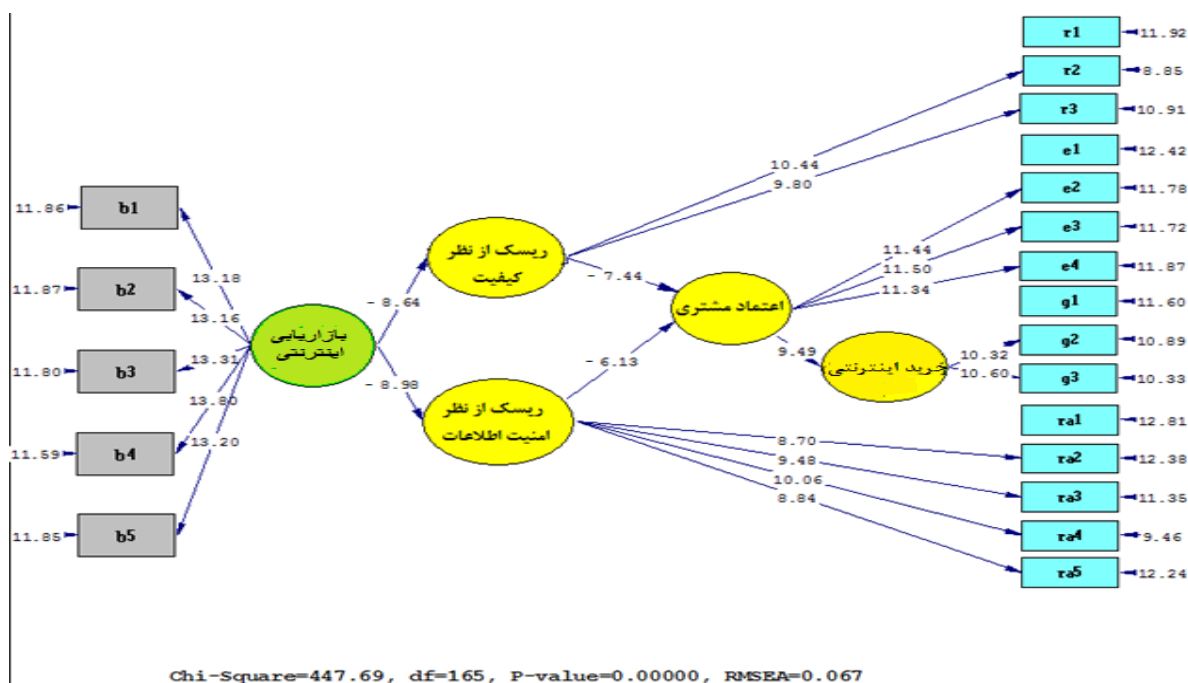 r1
11.92
r2
8.85
r3
10.91
e1
12.42
e2
11.78
e3
11.72
e4
11.87
g1
11.60
g2
10.89
g3
10.33
ra1
12.81
ra2
12.38
ra3
11.35
ra4
9.46
ra5
12.24
11.86
b1
11.87
b2
11.80
b3
11.59
b4
11.85
b5
13.18
13.16
13.31
13.80
13.20
بازاریابی
اینترنتی
- 8.64
- 8.98
ریسک از نظر
کیفیت
ریسک از نظر
امنیت اطلاعات
10.44
9.80
- 7.44
- 6.13
اعتماد مشتری
11.44
11.50
11.34
9.49
خرید اینترنتی
10.32
10.60
8.70
9.48
10.06
8.84
Chi-Square=447.69, df=165, P-value=0.00000, RMSEA=0.067